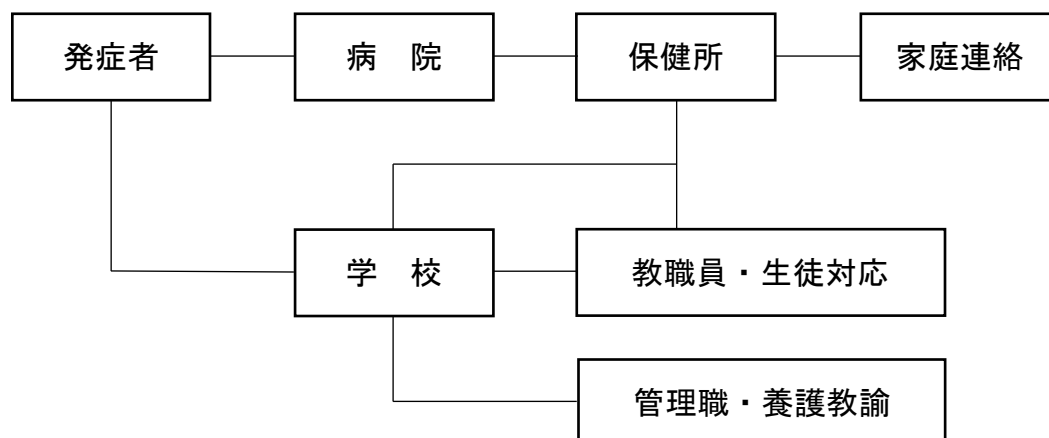 発症者
病　院
保健所
家庭連絡
学　校
教職員・生徒対応
管理職・養護教諭